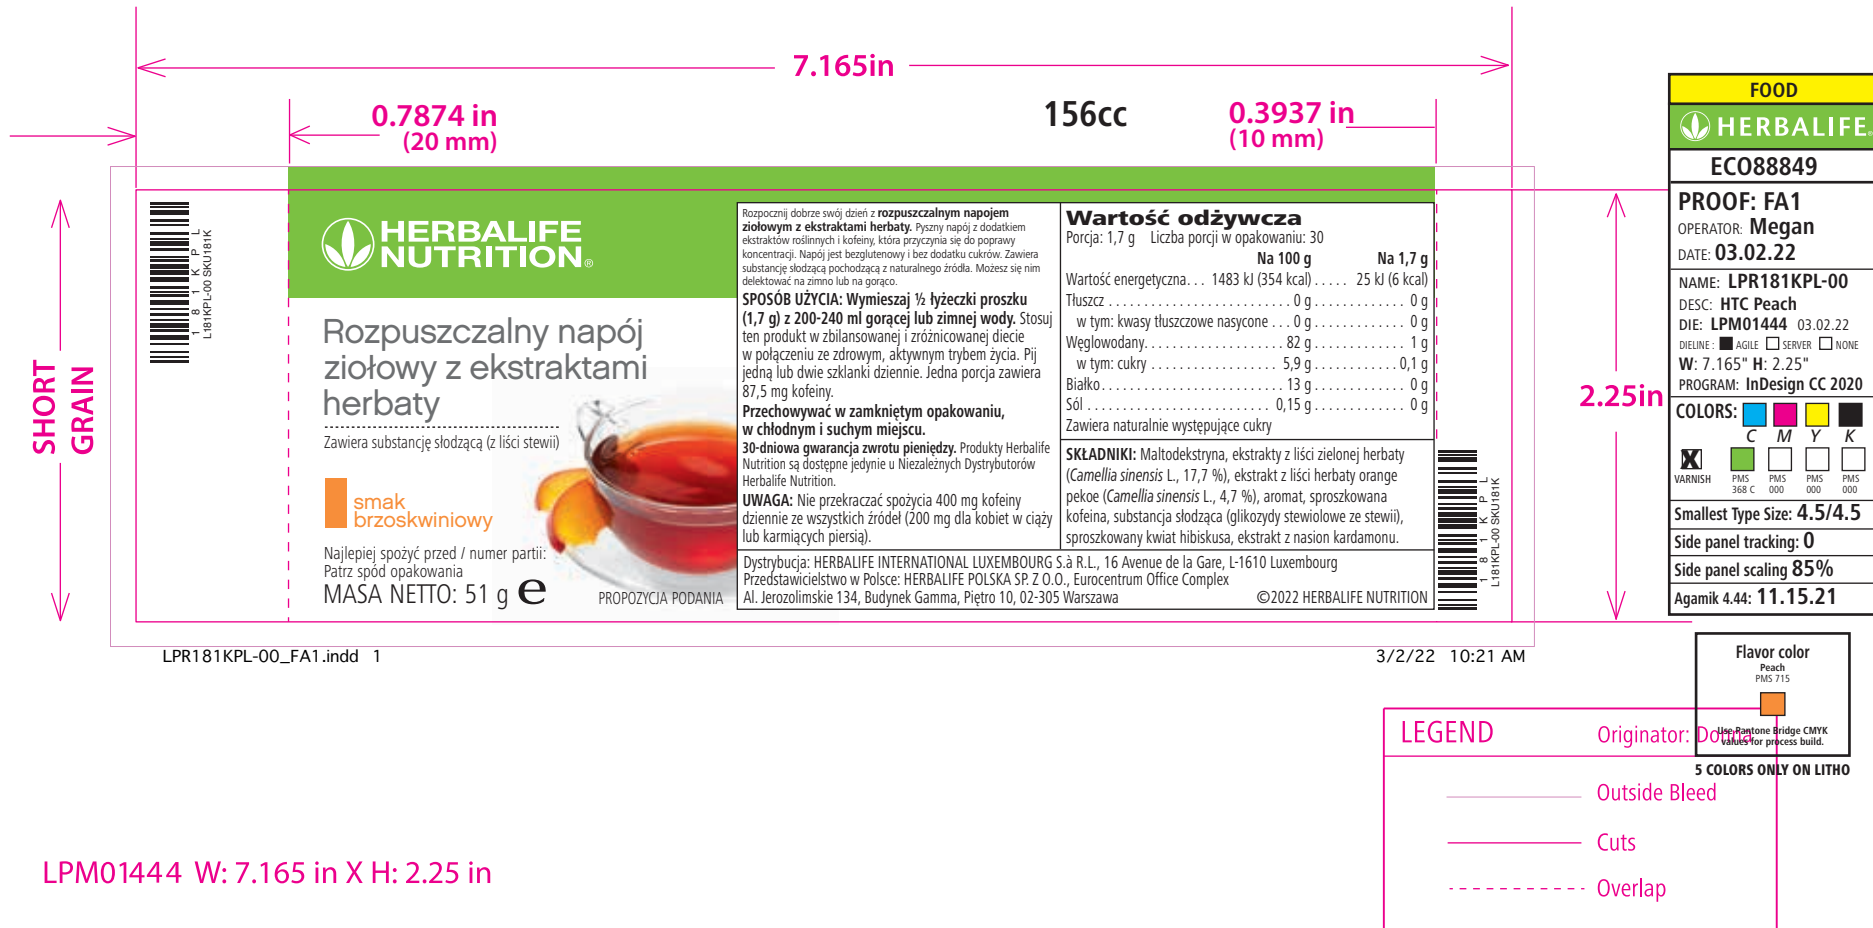 7.165in
0.7874 in
(20 mm)
156cc
0.3937 in
(10 mm)
SHORT
GRAIN
2.25in
181KPL
L181KPL-00 SKU181K
HERBALIFE
NUTRITION®
Rozpuszczalny napój
ziołowy z ekstraktami
herbaty
Zawiera substancję słodzącą (z liści stewii)
smak
brzoskwiniowy
Najlepiej spożyć przed / numer partii:
Patrz spód opakowania
MASA NETTO: 51 g e
PROPOZYCJA PODANIA
Rozpocznij dobrze swój dzień z rozpuszczalnym napojem
ziołowym z ekstraktami herbaty. Pyszny napój z dodatkiem
ekstraktów roślinnych i kofeiny, która przyczynia się do poprawy
koncentracji. Napój jest bezglutenowy i bez dodatku cukrów. Zawiera
substancję słodzącą pochodzącą z naturalnego źródła. Możesz się nim
delektować na zimno lub na gorąco.
SPOSÓB UŻYCIA: Wymieszaj ½ łyżeczki proszku
(1,7 g) z 200-240 ml gorącej lub zimnej wody. Stosuj
ten produkt w zbilansowanej i zróżnicowanej diecie
w połączeniu ze zdrowym, aktywnym trybem życia. Pij
jedną lub dwie szklanki dziennie. Jedna porcja zawiera
87,5 mg kofeiny.
Przechowywać w zamkniętym opakowaniu,
w chłodnym i suchym miejscu.
30-dniowa gwarancja zwrotu pieniędzy. Produkty Herbalife
Nutrition są dostępne jedynie u Niezależnych Dystrybutorów
Herbalife Nutrition.
UWAGA: Nie przekraczać spożycia 400 mg kofeiny
dziennie ze wszystkich źródeł (200 mg dla kobiet w ciąży
lub karmiących piersią).
Wartość odżywcza
Porcja: 1,7 g Liczba porcji w opakowaniu: 30
Na 100 g Na 1,7 g
Wartość energetyczna. . . 1483 kJ (354 kcal) . . . . . 25 kJ (6 kcal)
Tłuszcz . . . . . . . . . . . . . . . . . . . . . . . . . 0 g . . . . . . . . . . . . 0 g
w tym: kwasy tłuszczowe nasycone . . . 0 g . . . . . . . . . . . . . 0 g
Węglowodany. . . . . . . . . . . . . . . . . . . . 82 g . . . . . . . . . . . . . 1 g
w tym: cukry . . . . . . . . . . . . . . . . . . 5,9 g . . . . . . . . . . . 0,1 g
Białko . . . . . . . . . . . . . . . . . . . . . . . . . 13 g . . . . . . . . . . . . . 0 g
Sól . . . . . . . . . . . . . . . . . . . . . . . . . 0,15 g . . . . . . . . . . . . . 0 g
Zawiera naturalnie występujące cukry
SKŁADNIKI: Maltodekstryna, ekstrakty z liści zielonej herbaty
(Camellia sinensis L., 17,7 %), ekstrakt z liści herbaty orange
pekoe (Camellia sinensis L., 4,7 %), aromat, sproszkowana
kofeina, substancja słodząca (glikozydy stewiolowe ze stewii),
sproszkowany kwiat hibiskusa, ekstrakt z nasion kardamonu.
Dystrybucja: HERBALIFE INTERNATIONAL LUXEMBOURG S.à R.L., 16 Avenue de la Gare, L-1610 Luxembourg
Przedstawicielstwo w Polsce: HERBALIFE POLSKA SP. Z O.O., Eurocentrum Office Complex
Al. Jerozolimskie 134, Budynek Gamma, Piętro 10, 02-305 Warszawa ©2022 HERBALIFE NUTRITION
181KPL
L181KPL-00 SKU181K
LPR181KPL-00_FA1.indd 1
3/2/22 10:21 AM
FOOD
HERBALIFE®
ECO88849
PROOF: FA1
OPERATOR: Megan
DATE: 03.02.22
NAME: LPR181KPL-00
DESC: HTC Peach
DIE: LPM01444 03.02.22
DIELINE : AGILE SERVER NONE
W: 7.165" H: 2.25"
PROGRAM: InDesign CC 2020
COLORS:
C M Y K
X
VARNISH PMS PMS PMS PMS
368 C 000 000 000
Smallest Type Size: 4.5/4.5
Side panel tracking: 0
Side panel scaling 85%
Agamik 4.44: 11.15.21
Flavor color
Peach
PMS 715
Use Pantone Bridge CMYK
values for process build.
5 COLORS ONLY ON LITHO
LEGEND
Originator: Donna
Outside Bleed
Cuts
Overlap
LPM01444 W: 7.165 in X H: 2.25 in